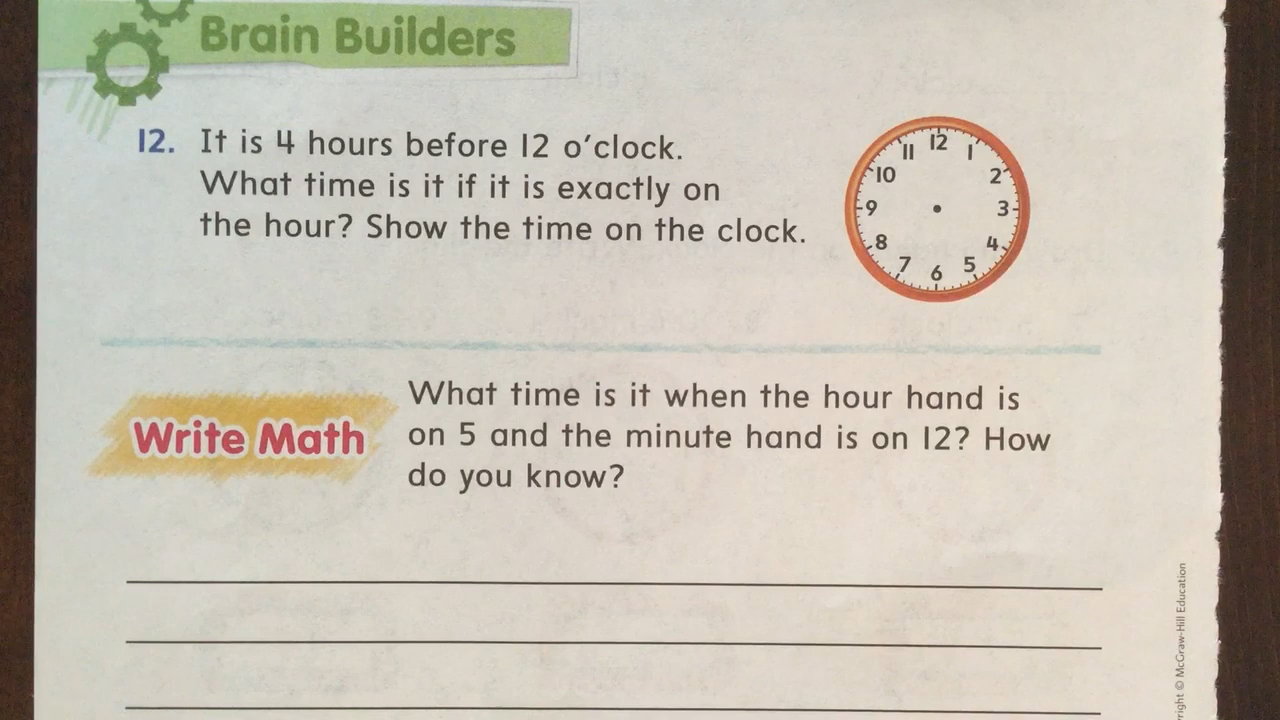 Brain Builders
12. It is 4 hours before 12 o'clock.
What time is it if it is exactly on
the hour? Show the time on the clock.
12
11 1
10 2
9 3
8 4
7 5
6
Write Math
What time is it when the hour hand is
on 5 and the minute hand is on 12? How
do you know?
© McGraw-Hill Education